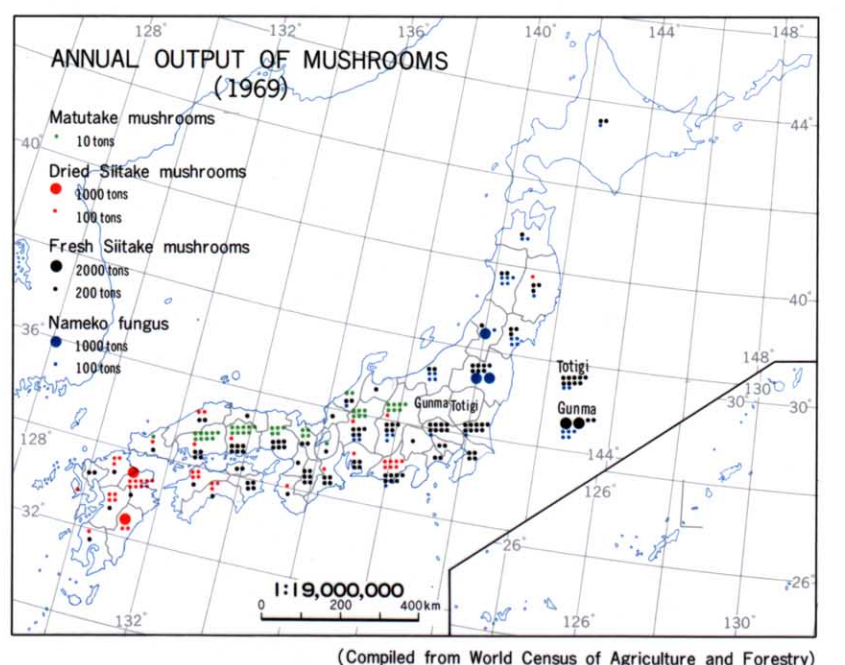 128° 132° 136° 140° 144° 148°
ANNUAL OUTPUT OF MUSHROOMS
(1969)
Matutake mushrooms
10 tons
40°
44°
Dried Siitake mushrooms
1000 tons
100 tons
Fresh Siitake mushrooms
2000 tons
200 tons
40°
Nameko fungus
36°
1000 tons
100 tons
148°
Totigi
130°
30° 30°
Gunma Totigi
Gunma
128°
144°
126°
32°
26°
1:19,000,000
26°
0 200 400km
132° 126° 130°
(Compiled from World Census of Agriculture and Forestry)